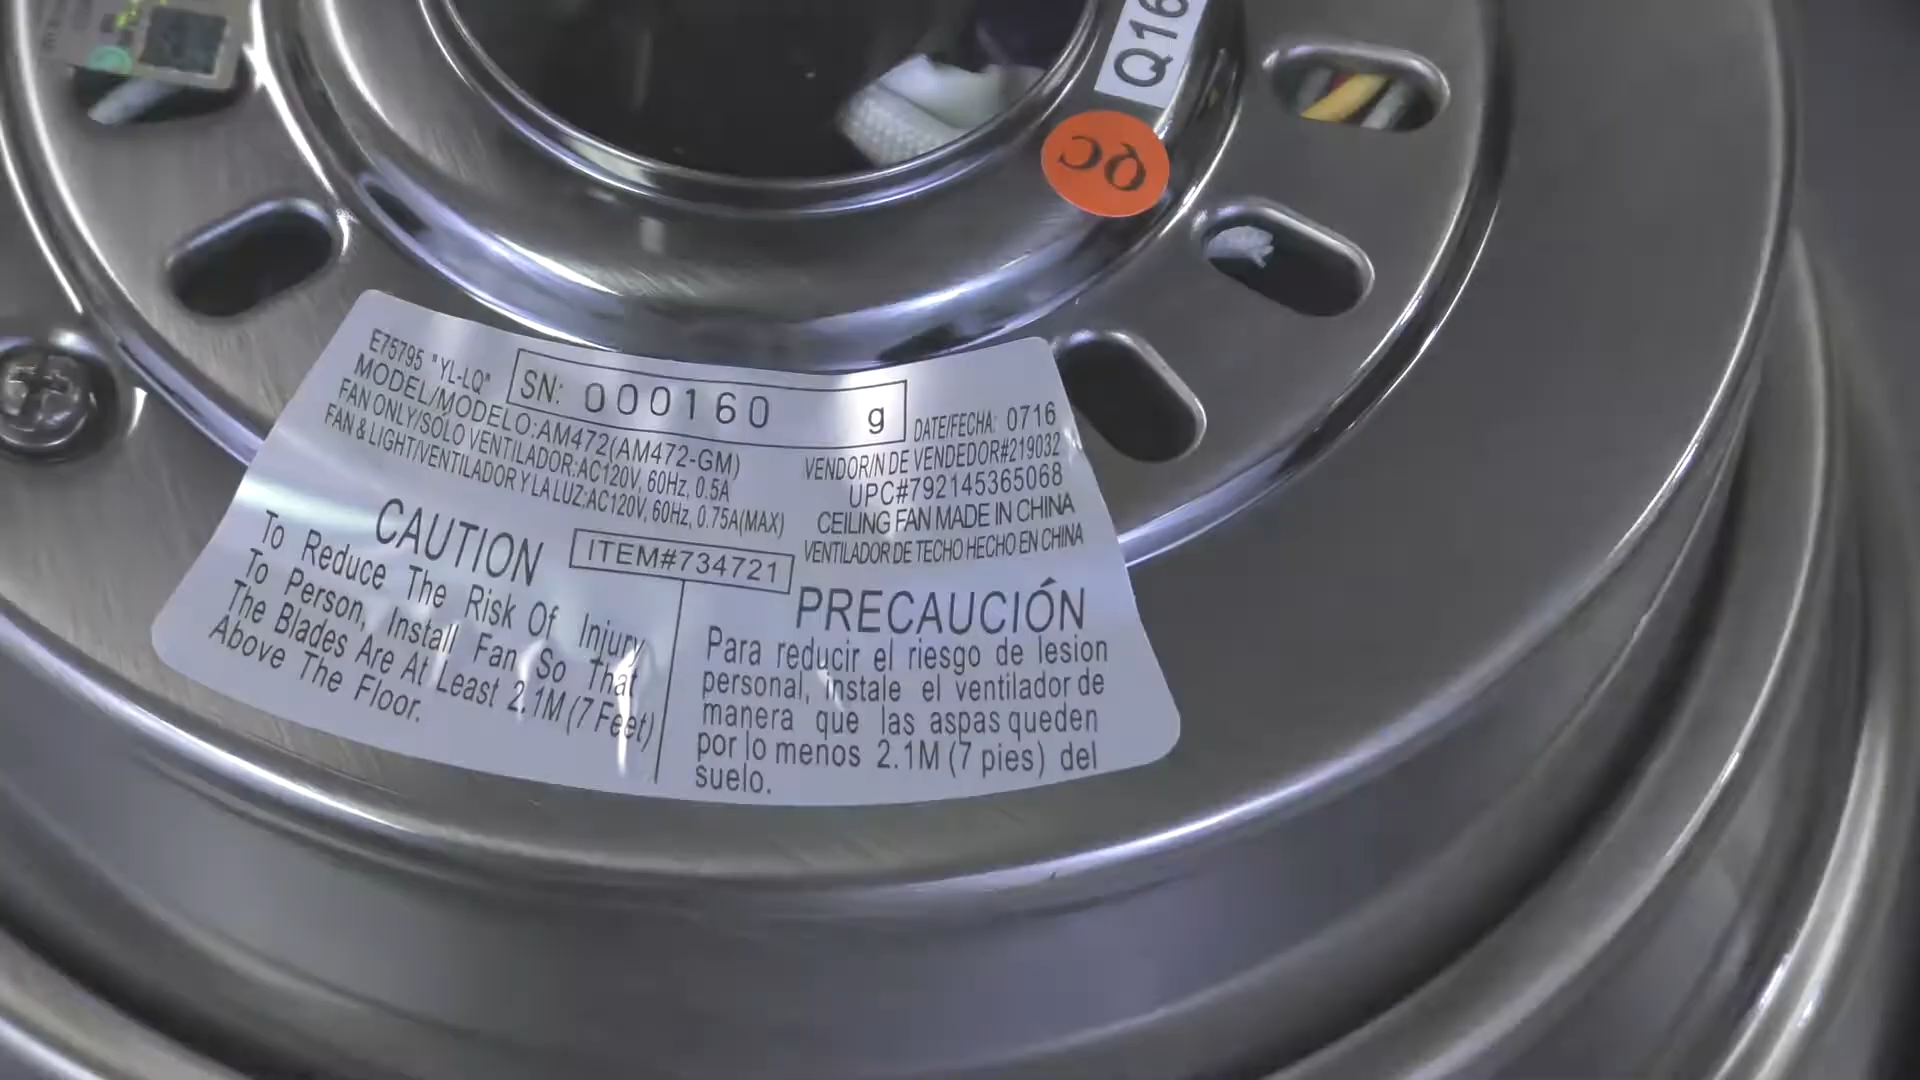 Q16
QC
E75795 "YL-LQ"
SN: 000160 g
MODEL/MODELO:AM472(AM472-GM)
FAN ONLY/SÓLO VENTILADOR:AC120V, 60Hz, 0.5A
FAN & LIGHT/VENTILADOR Y LA LUZ:AC120V, 60Hz, 0.75A(MAX)
DATE/FECHA: 0716
VENDOR/N DE VENDEDOR#219032
UPC#792145365068
CEILING FAN MADE IN CHINA
VENTILADOR DE TECHO HECHO EN CHINA
ITEM#734721
CAUTION
To Reduce The Risk Of Injury
To Person, Install Fan So That
The Blades Are At Least 2.1M (7 Feet)
Above The Floor.
PRECAUCIÓN
Para reducir el riesgo de lesion
personal, instale el ventilador de
manera que las aspas queden
por lo menos 2.1M (7 pies) del
suelo.